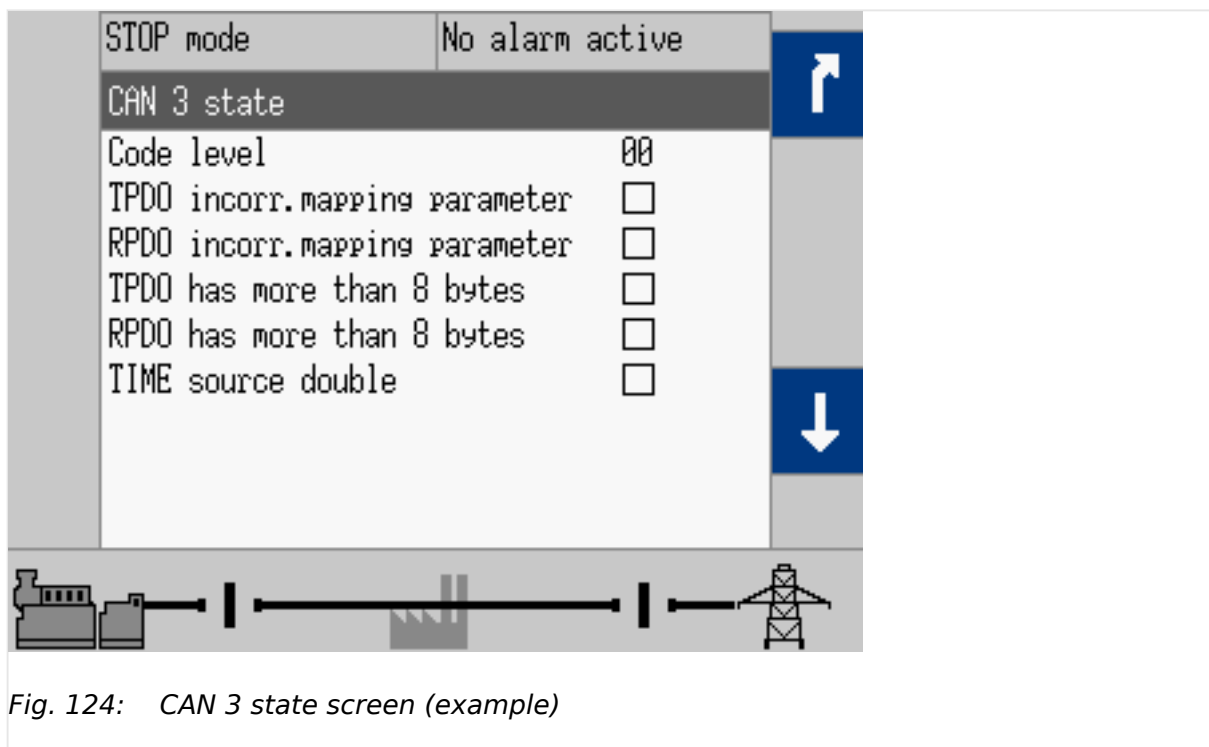 STOP mode No alarm active
CAN 3 state
Code level 00
TPDO incorr.mapping parameter
RPDO incorr.mapping parameter
TPDO has more than 8 bytes
RPDO has more than 8 bytes
TIME source double
Fig. 124: CAN 3 state screen (example)